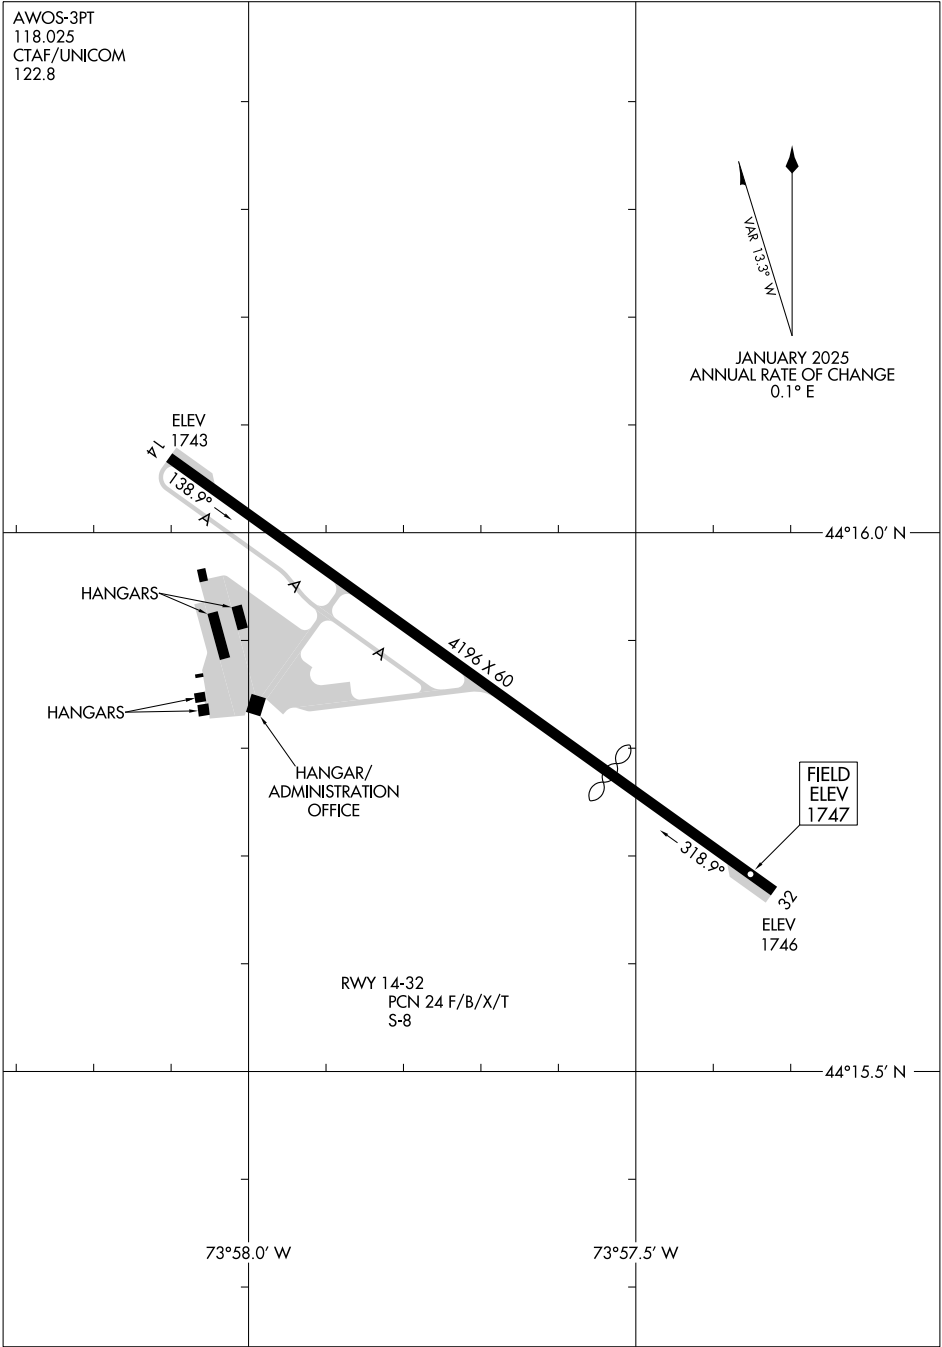 AWOS-3PT
118.025
CTAF/UNICOM
122.8
VAR 13.3° W
JANUARY 2025
ANNUAL RATE OF CHANGE
0.1° E
ELEV
1743
14
138.9°
A
44°16.0' N
HANGARS
A
A
4196 X 60
HANGARS
HANGAR/
ADMINISTRATION
OFFICE
FIELD
ELEV
1747
318.9°
32
ELEV
1746
RWY 14-32
PCN 24 F/B/X/T
S-8
44°15.5' N
73°58.0' W
73°57.5' W